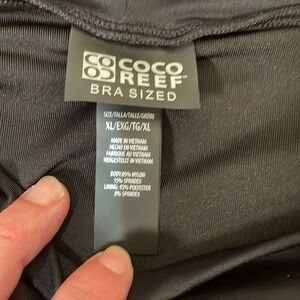 COCO
REEF
BRA SIZED
SIZE/TALLA/TAILLE/GRÖßE
XL/EXG/TG/XL
MADE IN VIETNAM
HECHO EN VIETNAM
FABRIQUÉ AU VIETNAM
HERGESTELLT IN VIETNAM
BODY:85% NYLON
15% SPANDEX
LINING: 92% POLYESTER
8% SPANDEX